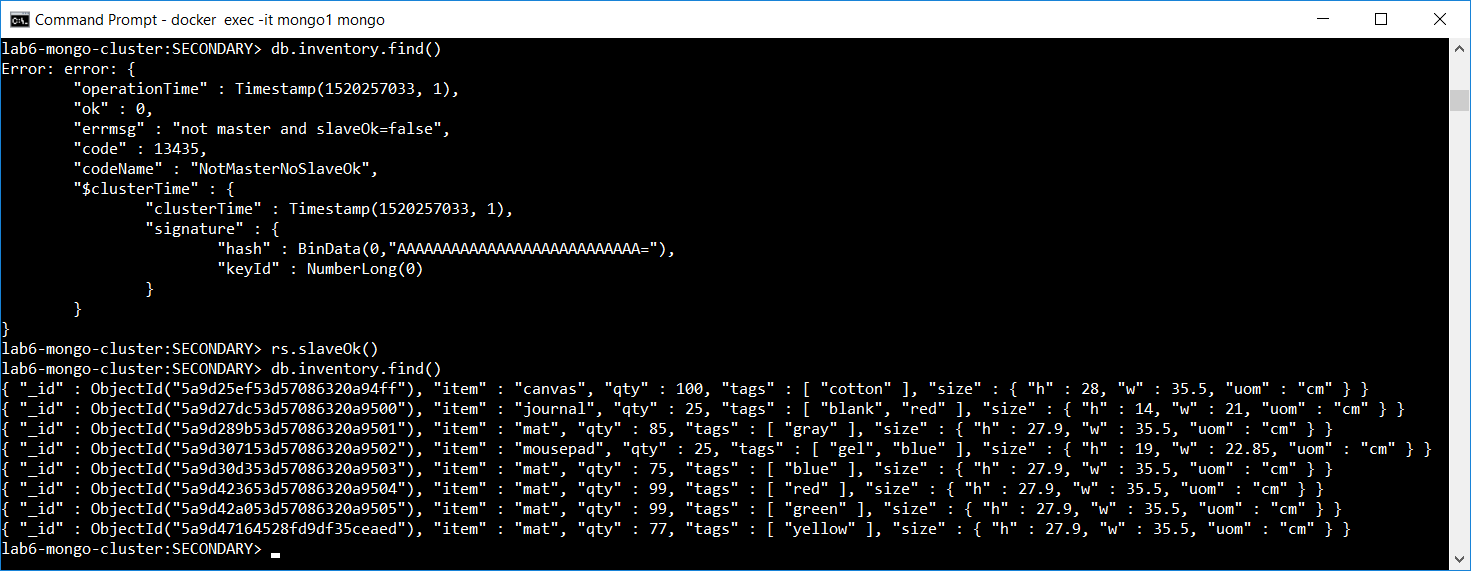 Command Prompt - docker  exec -it mongo1 mongo
lab6-mongo-cluster:SECONDARY> db.inventory.find()
Error: error: {
        "operationTime" : Timestamp(1520257033, 1),
        "ok" : 0,
        "errmsg" : "not master and slaveOk=false",
        "code" : 13435,
        "codeName" : "NotMasterNoSlaveOk",
        "$clusterTime" : {
                "clusterTime" : Timestamp(1520257033, 1),
                "signature" : {
                        "hash" : BinData(0,"AAAAAAAAAAAAAAAAAAAAAAAAAAA="),
                        "keyId" : NumberLong(0)
                }
        }
}
lab6-mongo-cluster:SECONDARY> rs.slaveOk()
lab6-mongo-cluster:SECONDARY> db.inventory.find()
{ "_id" : ObjectId("5a9d25ef53d57086320a94ff"), "item" : "canvas", "qty" : 100, "tags" : [ "cotton" ], "size" : { "h" : 28, "w" : 35.5, "uom" : "cm" } }
{ "_id" : ObjectId("5a9d27dc53d57086320a9500"), "item" : "journal", "qty" : 25, "tags" : [ "blank", "red" ], "size" : { "h" : 14, "w" : 21, "uom" : "cm" } }
{ "_id" : ObjectId("5a9d289b53d57086320a9501"), "item" : "mat", "qty" : 85, "tags" : [ "gray" ], "size" : { "h" : 27.9, "w" : 35.5, "uom" : "cm" } }
{ "_id" : ObjectId("5a9d307153d57086320a9502"), "item" : "mousepad", "qty" : 25, "tags" : [ "gel", "blue" ], "size" : { "h" : 19, "w" : 22.85, "uom" : "cm" } }
{ "_id" : ObjectId("5a9d30d353d57086320a9503"), "item" : "mat", "qty" : 75, "tags" : [ "blue" ], "size" : { "h" : 27.9, "w" : 35.5, "uom" : "cm" } }
{ "_id" : ObjectId("5a9d423653d57086320a9504"), "item" : "mat", "qty" : 99, "tags" : [ "red" ], "size" : { "h" : 27.9, "w" : 35.5, "uom" : "cm" } }
{ "_id" : ObjectId("5a9d42a053d57086320a9505"), "item" : "mat", "qty" : 99, "tags" : [ "green" ], "size" : { "h" : 27.9, "w" : 35.5, "uom" : "cm" } }
{ "_id" : ObjectId("5a9d47164528fd9df35ceaed"), "item" : "mat", "qty" : 77, "tags" : [ "yellow" ], "size" : { "h" : 27.9, "w" : 35.5, "uom" : "cm" } }
lab6-mongo-cluster:SECONDARY>